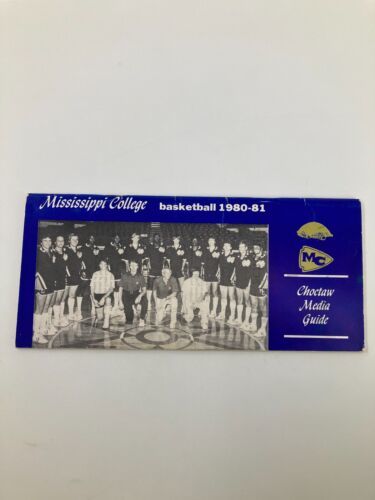 Mississippi College basketball 1980-81
MC
Choctaw
Media
Guide